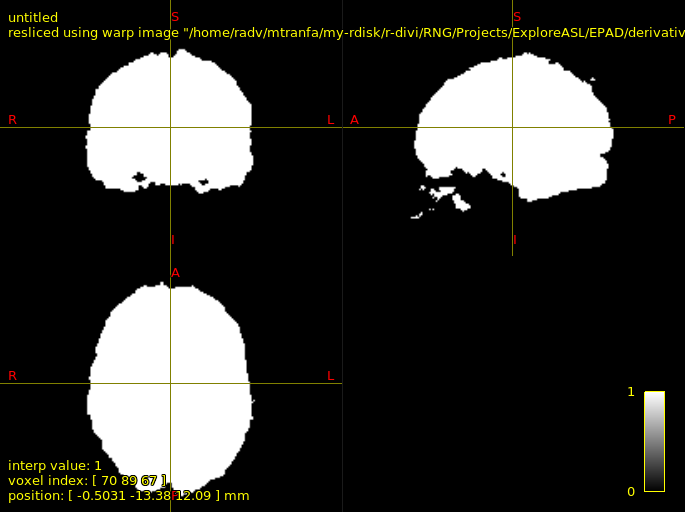 untitled
resliced using warp image "/home/radv/mtranfa/my-rdisk/r-divi/RNG/Projects/ExploreASL/EPAD/derivativ
S
S
R
L
A
P
I
I
A
R
L
1
interp value: 1
voxel index: [ 70 89 67 ]
0
position: [ -0.5031 -13.38 12.09 ] mm